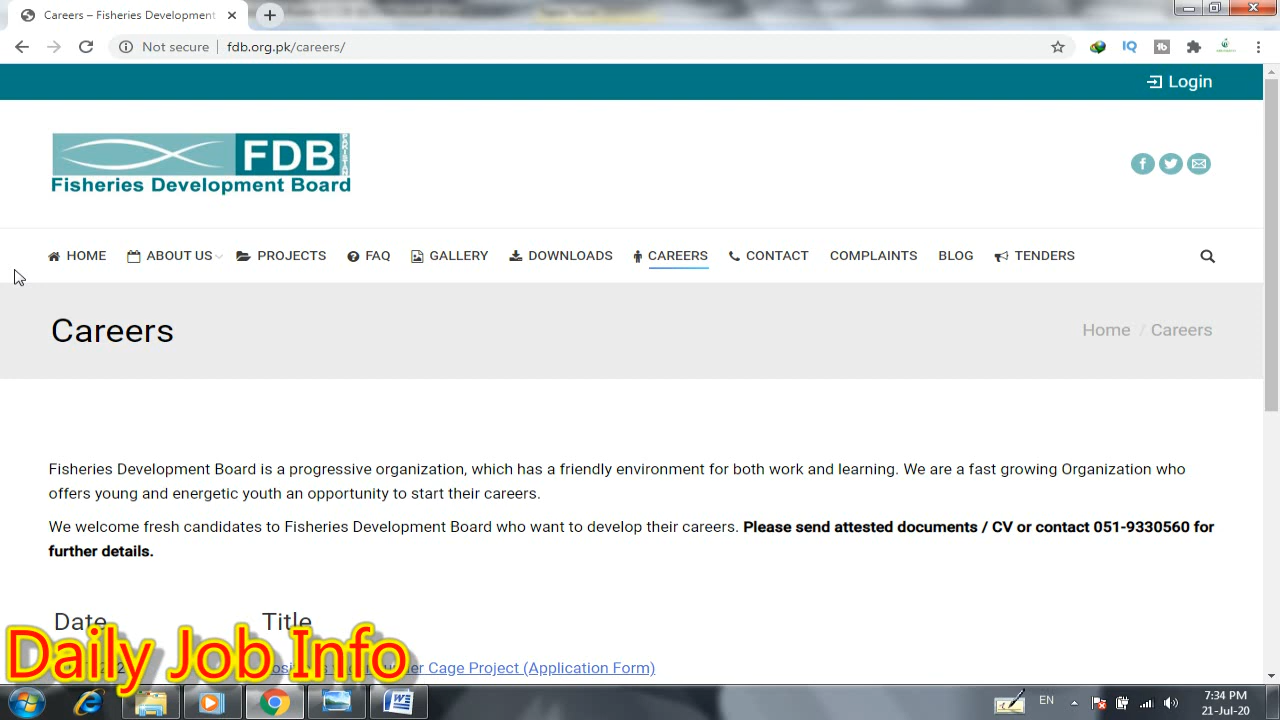 Careers – Fisheries Development
Not secure
fdb.org.pk/careers/
IQ
Login
FDB
PAKISTAN
Fisheries Development Board
HOME
ABOUT US
PROJECTS
FAQ
GALLERY
DOWNLOADS
CAREERS
CONTACT
COMPLAINTS
BLOG
TENDERS
Careers
Home / Careers
Fisheries Development Board is a progressive organization, which has a friendly environment for both work and learning. We are a fast growing Organization who
offers young and energetic youth an opportunity to start their careers.
We welcome fresh candidates to Fisheries Development Board who want to develop their careers. Please send attested documents / CV or contact 051-9330560 for
further details.
Date
Title
Cage Project (Application Form)
Daily Job Info
EN
7:34 PM
21-Jul-20